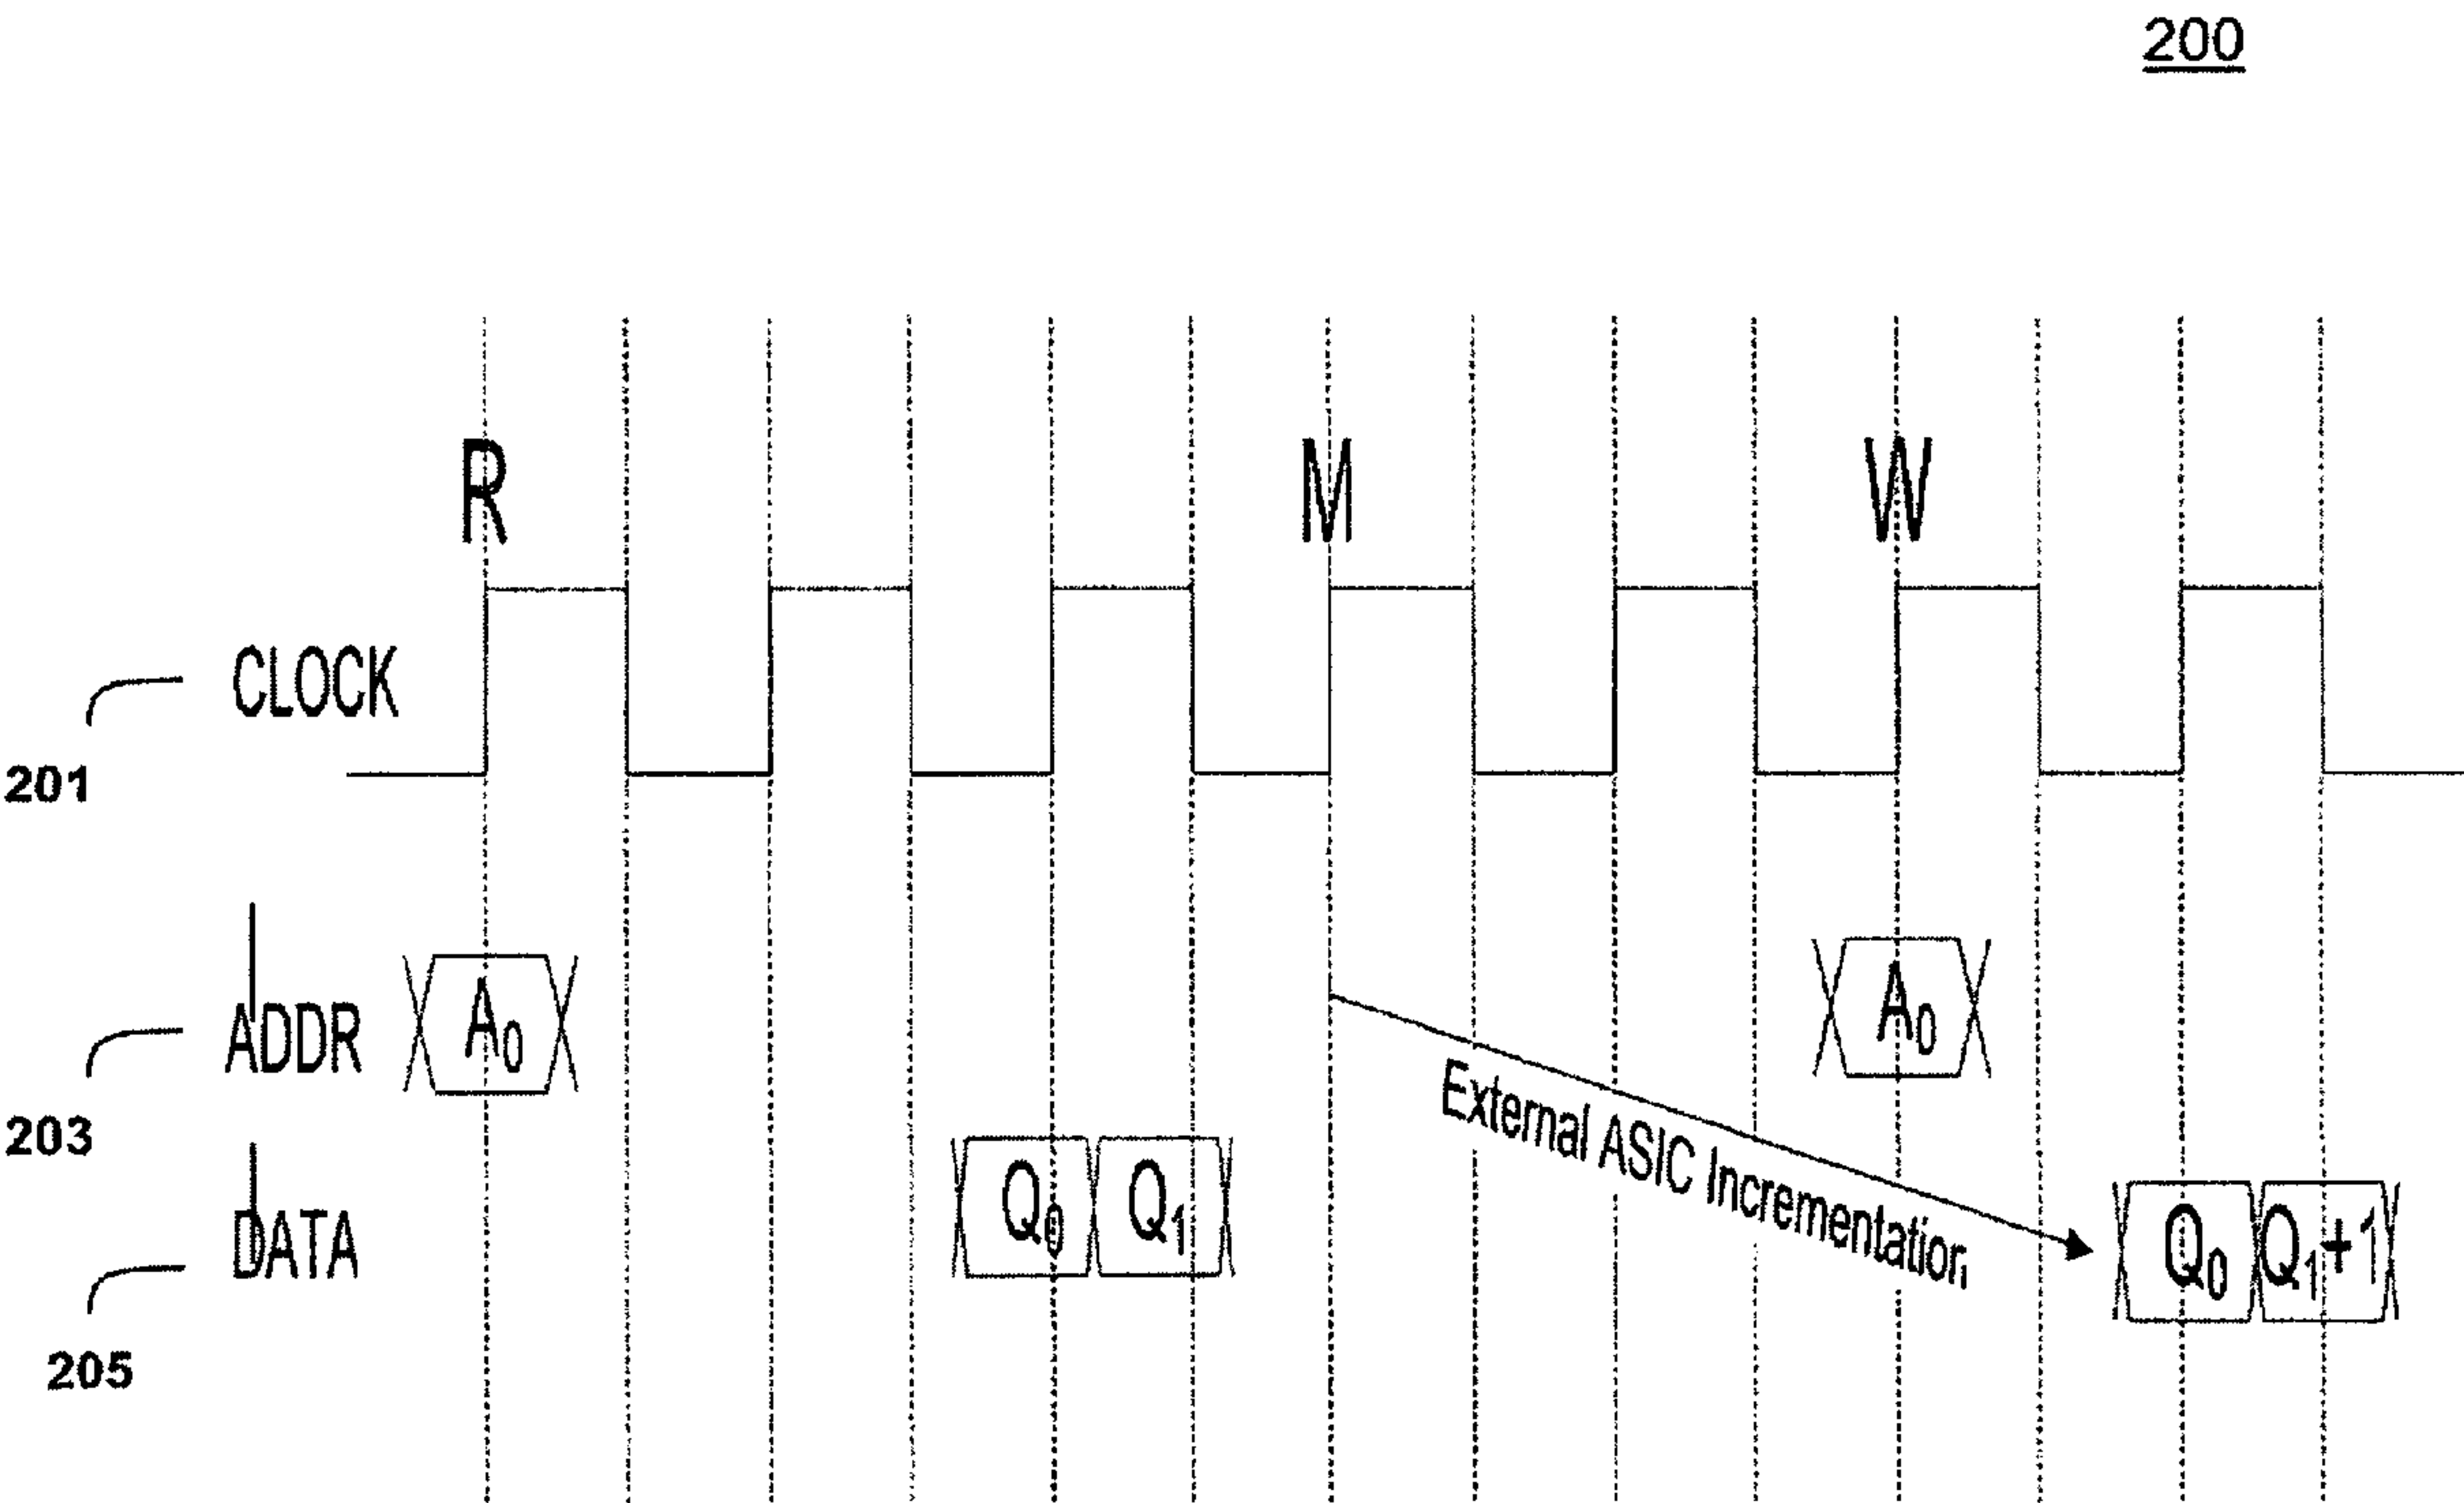 200
R M W
CLOCK
201
ADDR A₀ A₀
203
External ASIC Incrementation
DATA Q₀ Q₁ Q₀ Q₁+1
205